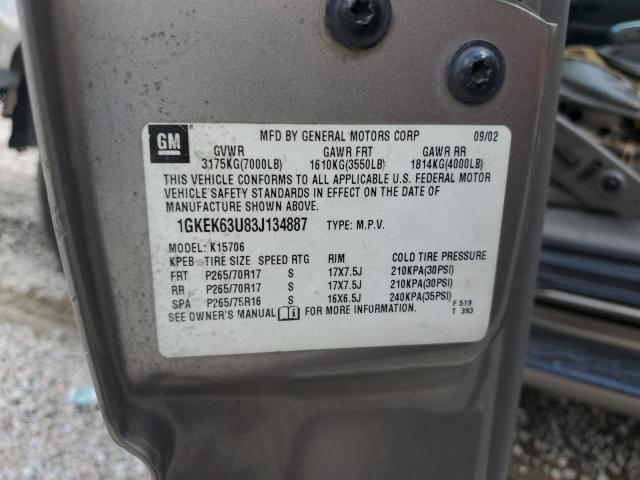 GM
MFD BY GENERAL MOTORS CORP 09/02
GVWR GAWR FRT GAWR RR
3175KG(7000LB) 1610KG(3550LB) 1814KG(4000LB)
THIS VEHICLE CONFORMS TO ALL APPLICABLE U.S. FEDERAL MOTOR
VEHICLE SAFETY STANDARDS IN EFFECT ON THE DATE OF
MANUFACTURE SHOWN ABOVE.
1GKEK63U83J134887 TYPE: M.P.V.
MODEL: K15706
KPEB TIRE SIZE SPEED RTG RIM COLD TIRE PRESSURE
FRT P265/70R17 S 17X7.5J 210KPA(30PSI)
RR P265/70R17 S 17X7.5J 210KPA(30PSI)
SPA P265/75R16 S 16X6.5J 240KPA(35PSI)
SEE OWNER'S MANUAL FOR MORE INFORMATION.
F 519
T 393